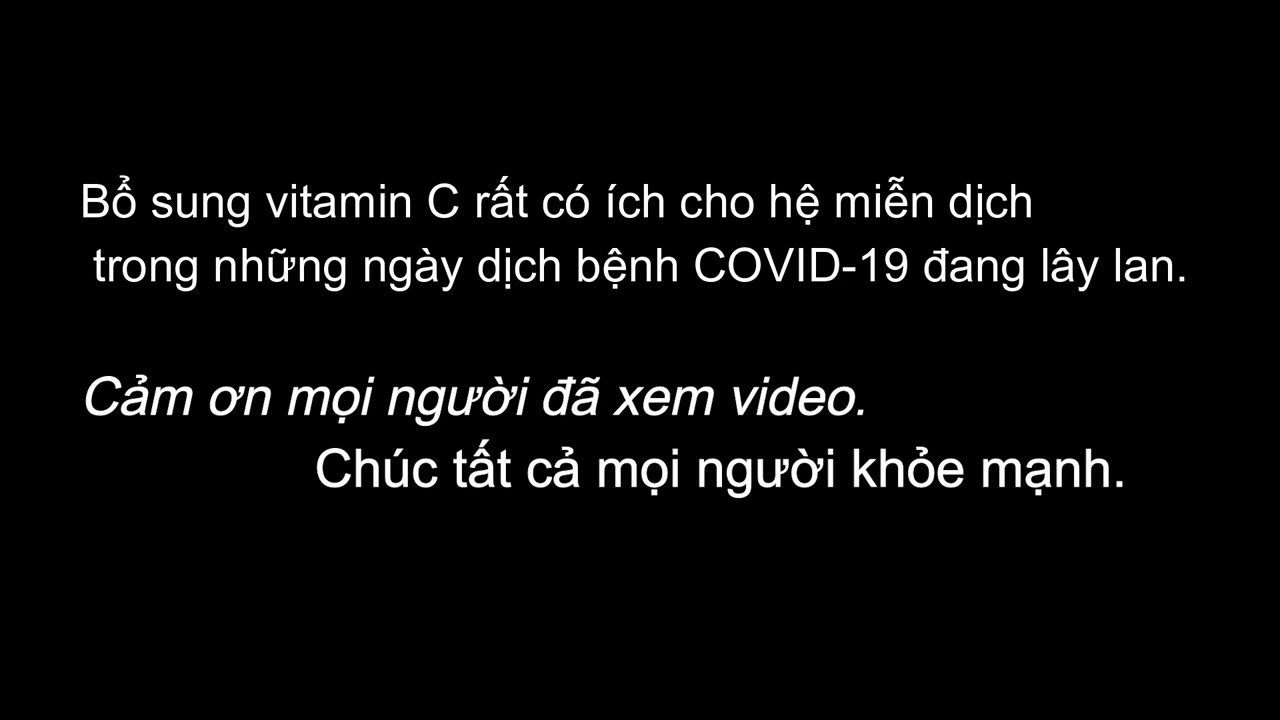 Bổ sung vitamin C rất có ích cho hệ miễn dịch
trong những ngày dịch bệnh COVID-19 đang lây lan.
Cảm ơn mọi người đã xem video.
Chúc tất cả mọi người khỏe mạnh.